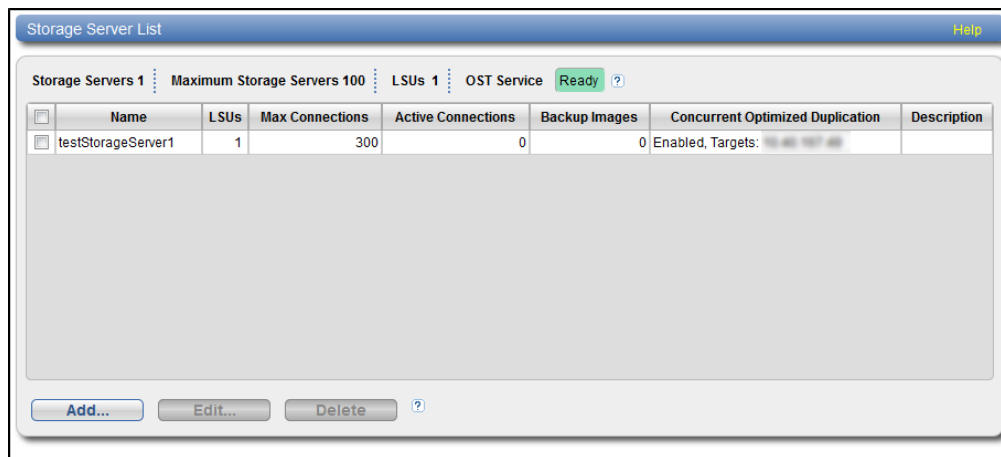 Storage Server List Help
Storage Servers 1 Maximum Storage Servers 100 LSUs 1 OST Service Ready ?
Name LSUs Max Connections Active Connections Backup Images Concurrent Optimized Duplication Description
testStorageServer1 1 300 0 0 Enabled, Targets:
Add... Edit... Delete ?